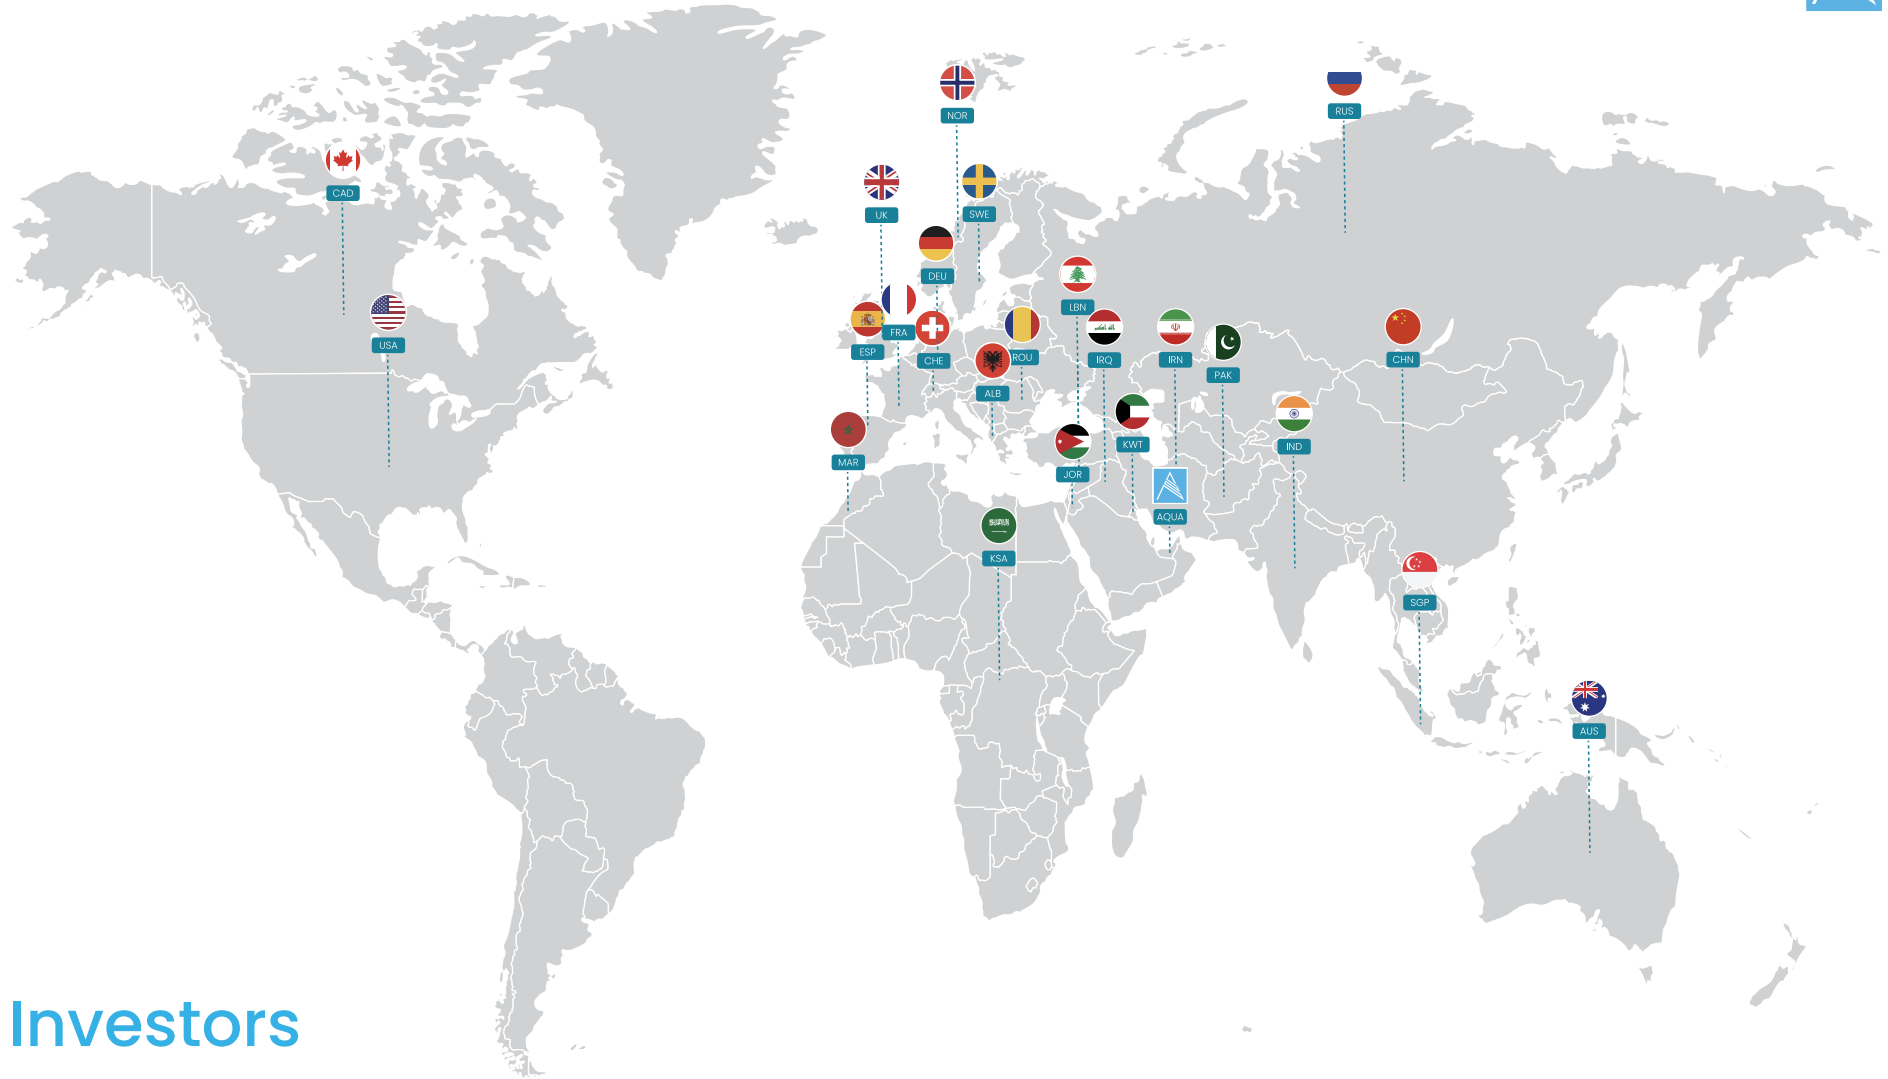 NOR
RUS
CAD
UK
SWE
DEU
LBN
USA
FRA
ESP
CHE
ROU
IRQ
IRN
CHN
PAK
ALB
KWT
IND
MAR
JOR
AQUA
KSA
SGP
AUS
Investors